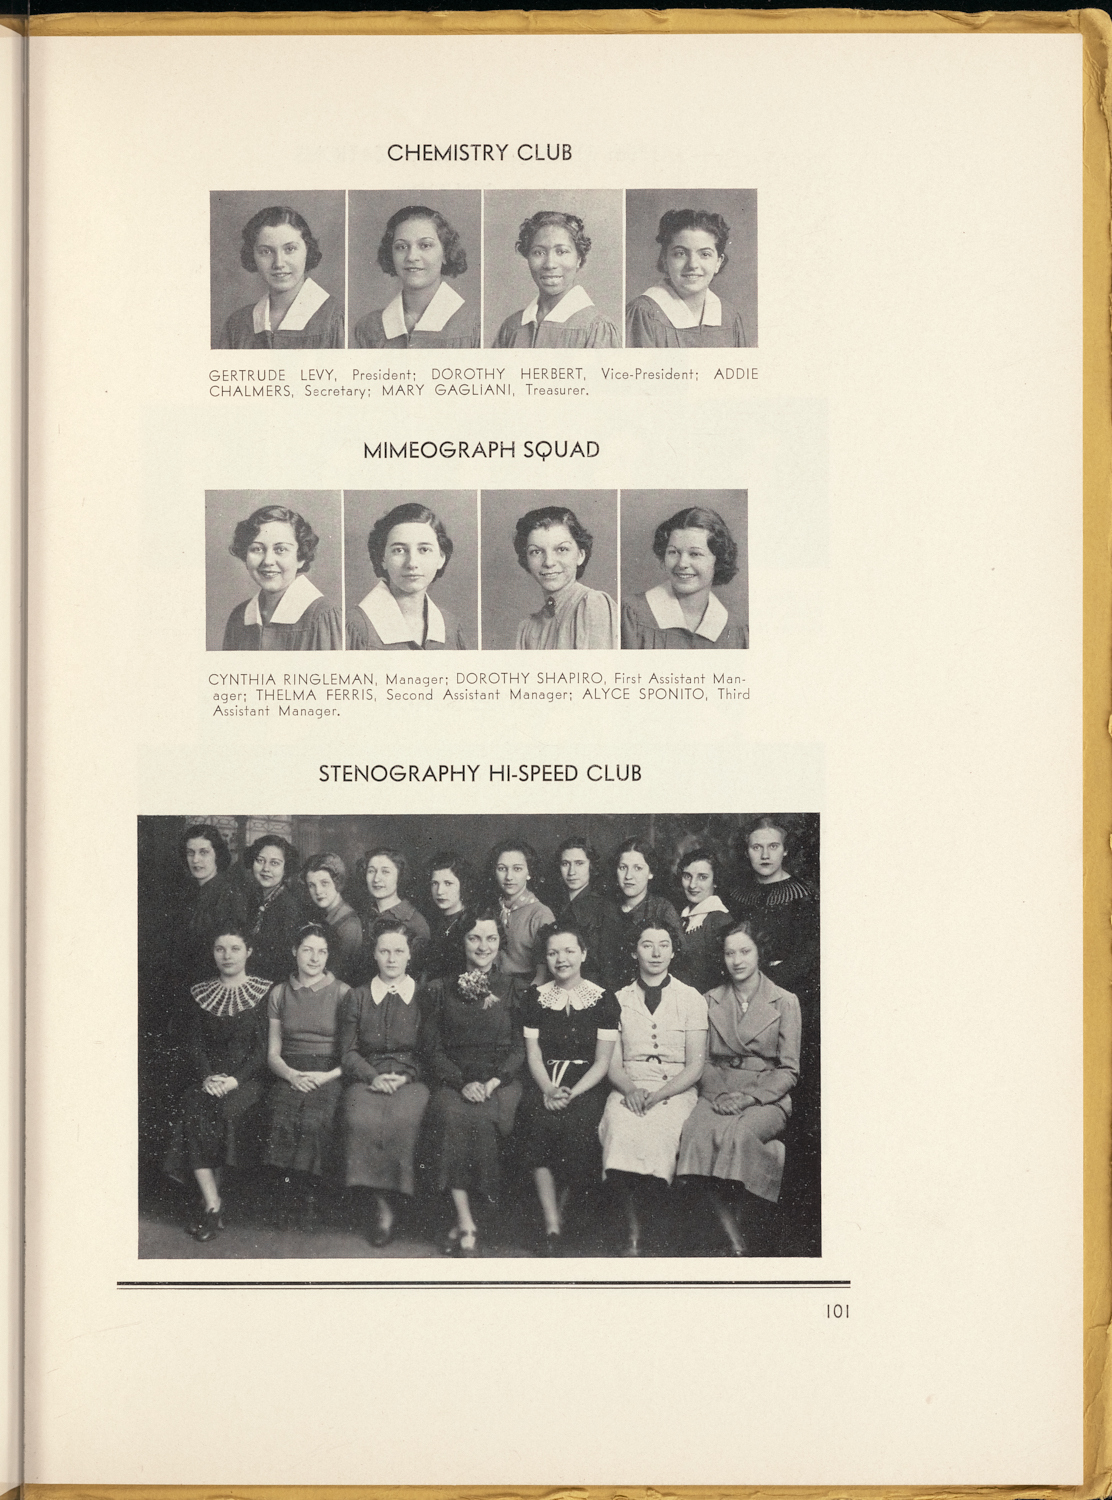 CHEMISTRY CLUB
GERTRUDE LEVY, President; DOROTHY HERBERT, Vice-President; ADDIE
CHALMERS, Secretary; MARY GAGLIANI, Treasurer.
MIMEOGRAPH SQUAD
CYNTHIA RINGLEMAN, Manager; DOROTHY SHAPIRO, First Assistant Man-
ager; THELMA FERRIS, Second Assistant Manager; ALYCE SPONITO, Third
Assistant Manager.
STENOGRAPHY HI-SPEED CLUB
101